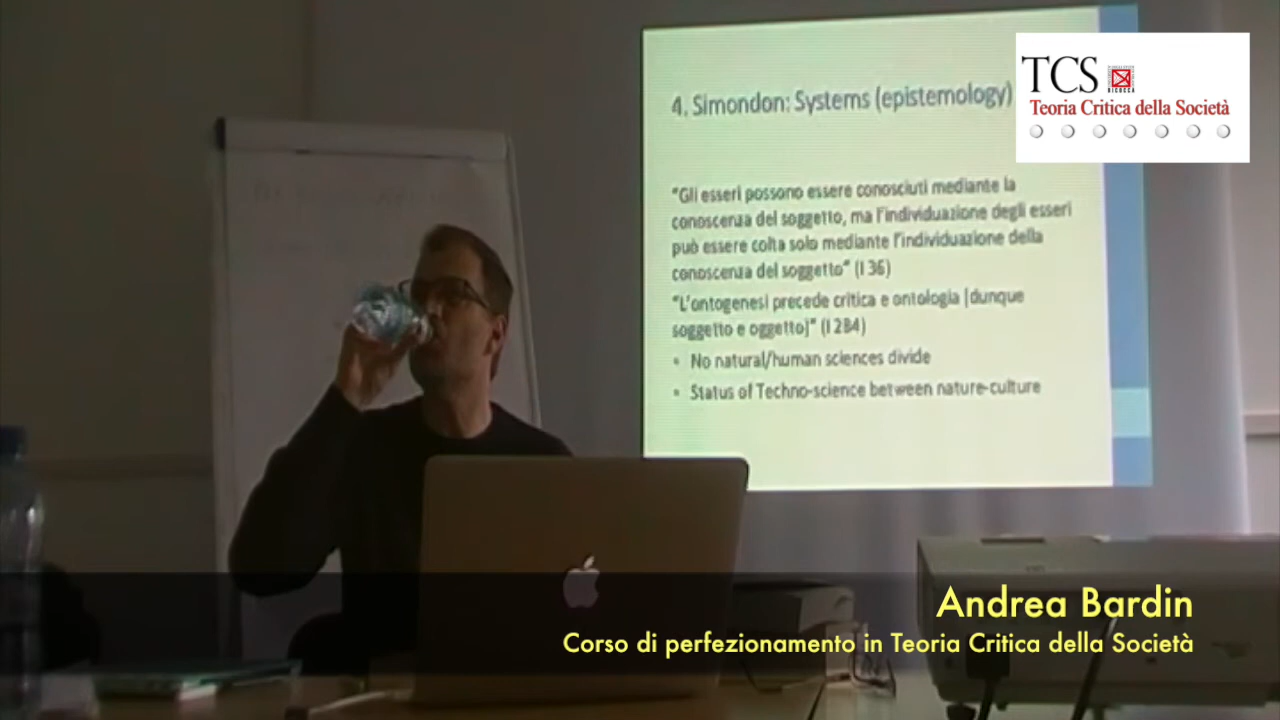 4. Simondon: Systems (epistemology)
TCS
BICOCCA
Teoria Critica della Società
“Gli esseri possono essere conosciuti mediante la
conoscenza del soggetto, ma l’individuazione degli esseri
può essere colta solo mediante l’individuazione della
conoscenza del soggetto” (I 36)
“L’ontogenesi precede critica e ontologia [dunque
soggetto e oggetto]” (I 284)
• No natural/human sciences divide
• Status of Techno-science between nature-culture
Andrea Bardin
Corso di perfezionamento in Teoria Critica della Società